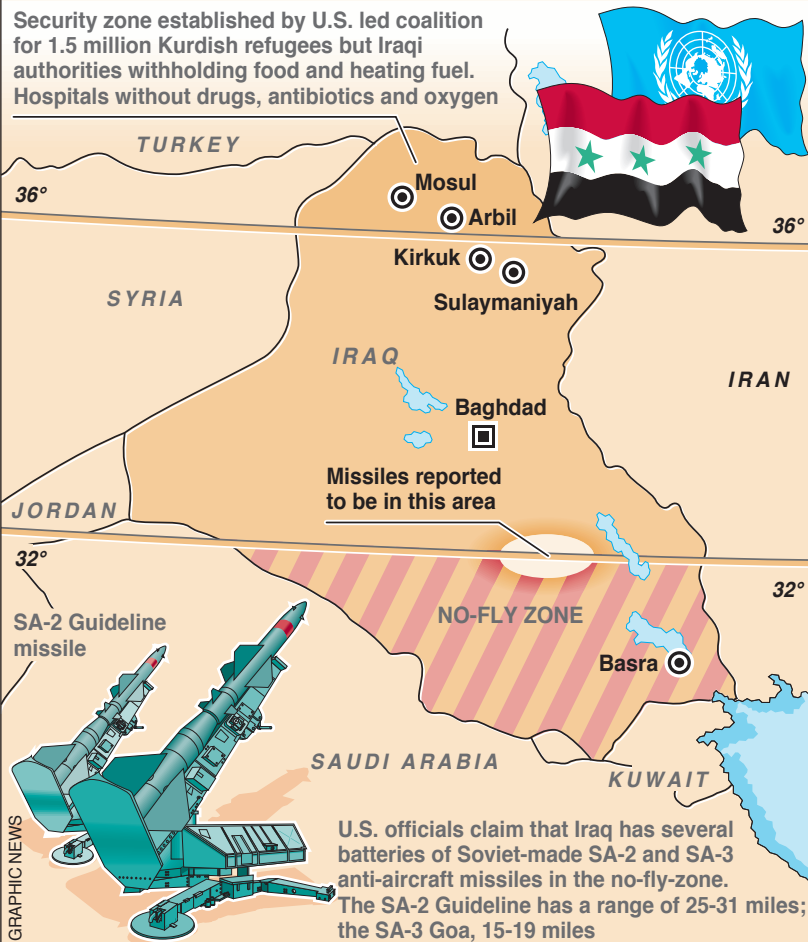 Security zone established by U.S. led coalition
for 1.5 million Kurdish refugees but Iraqi
authorities withholding food and heating fuel.
Hospitals without drugs, antibiotics and oxygen
TURKEY
Mosul
36°
Arbil
36°
Kirkuk
SYRIA
Sulaymaniyah
IRAQ
IRAN
Baghdad
Missiles reported
to be in this area
JORDAN
32°
32°
SA-2 Guideline
missile
NO-FLY ZONE
Basra
SAUDI ARABIA
KUWAIT
U.S. officials claim that Iraq has several
batteries of Soviet-made SA-2 and SA-3
anti-aircraft missiles in the no-fly-zone.
The SA-2 Guideline has a range of 25-31 miles;
the SA-3 Goa, 15-19 miles
GRAPHIC NEWS